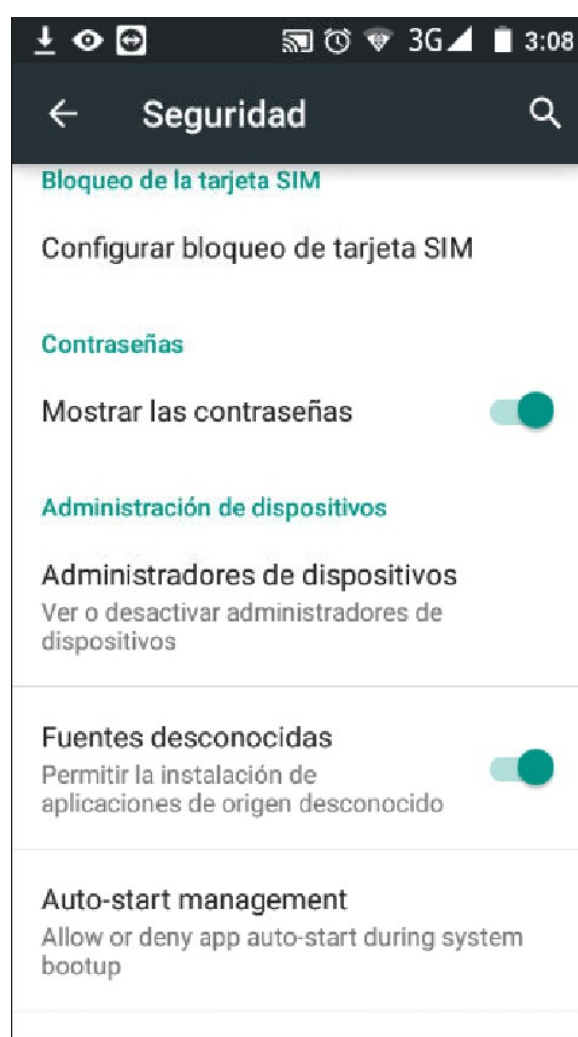 3G 3:08
Seguridad
Bloqueo de la tarjeta SIM
Configurar bloqueo de tarjeta SIM
Contraseñas
Mostrar las contraseñas
Administración de dispositivos
Administradores de dispositivos
Ver o desactivar administradores de
dispositivos
Fuentes desconocidas
Permitir la instalación de
aplicaciones de origen desconocido
Auto-start management
Allow or deny app auto-start during system
bootup